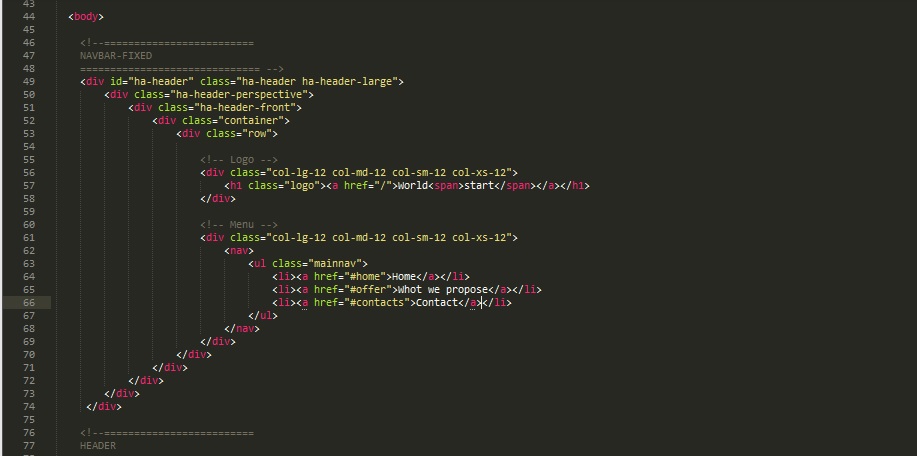 43
44 <body>
45
46 <!--=========================
47 NAVBAR-FIXED
48 ============================== -->
49 <div id="ha-header" class="ha-header ha-header-large">
50 <div class="ha-header-perspective">
51 <div class="ha-header-front">
52 <div class="container">
53 <div class="row">
54
55 <!-- Logo -->
56 <div class="col-lg-12 col-md-12 col-sm-12 col-xs-12">
57 <h1 class="logo"><a href="/">World<span>start</span></a></h1>
58 </div>
59
60 <!-- Menu -->
61 <div class="col-lg-12 col-md-12 col-sm-12 col-xs-12">
62 <nav>
63 <ul class="mainnav">
64 <li><a href="#home">Home</a></li>
65 <li><a href="#offer">Whot we propose</a></li>
66 <li><a href="#contacts">Contact</a></li>
67 </ul>
68 </nav>
69 </div>
70 </div>
71 </div>
72 </div>
73 </div>
74 </div>
75
76 <!--=========================
77 HEADER